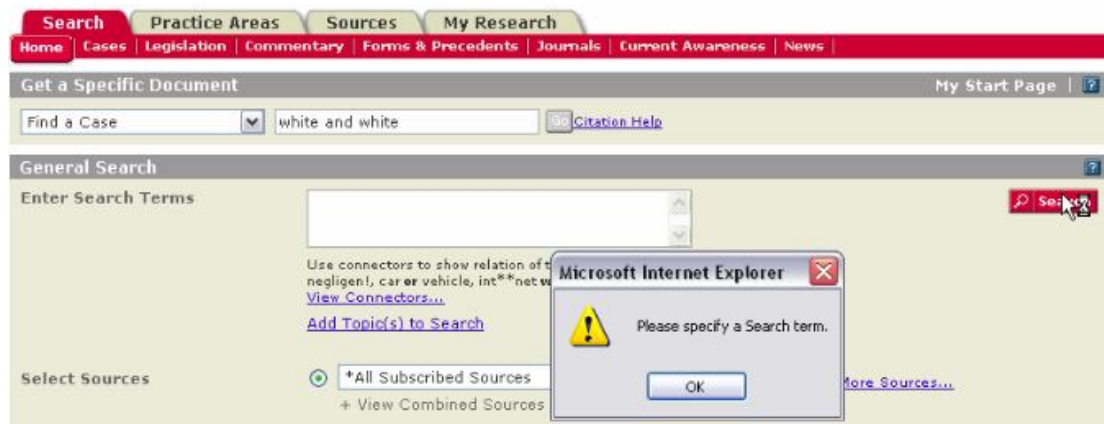 Search Practice Areas Sources My Research
Home | Cases | Legislation | Commentary | Forms & Precedents | Journals | Current Awareness | News |
Get a Specific Document My Start Page | ?
Find a Case white and white Go Citation Help
General Search ?
Enter Search Terms Search
Use connectors to show relation of
negligen!, car or vehicle, int**net
View Connectors...
Add Topic(s) to Search
Microsoft Internet Explorer
Please specify a Search term.
OK
Select Sources *All Subscribed Sources More Sources...
+ View Combined Sources